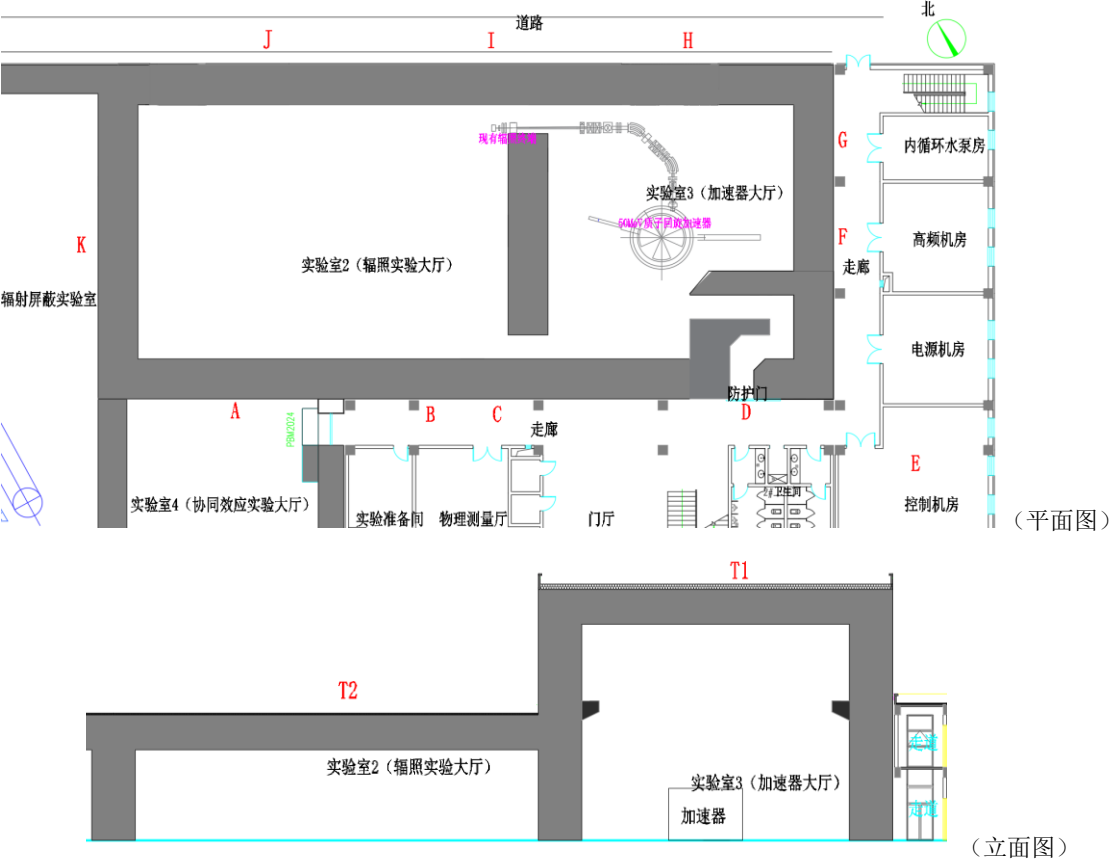 北
道路
J
I
H
现有辐照终端
G
内循环水泵房
实验室3（加速器大厅）
50MeV质子回旋加速器
K
F
高频机房
实验室2（辐照实验大厅）
走廊
辐射屏蔽实验室
电源机房
防护门
A
B
C
D
PBM2024
走廊
E
实验室4（协同效应实验大厅）
2#卫生间
控制机房
实验准备间
物理测量厅
门厅
（平面图）
T1
T2
走道
实验室2（辐照实验大厅）
实验室3（加速器大厅）
加速器
走道
（立面图）